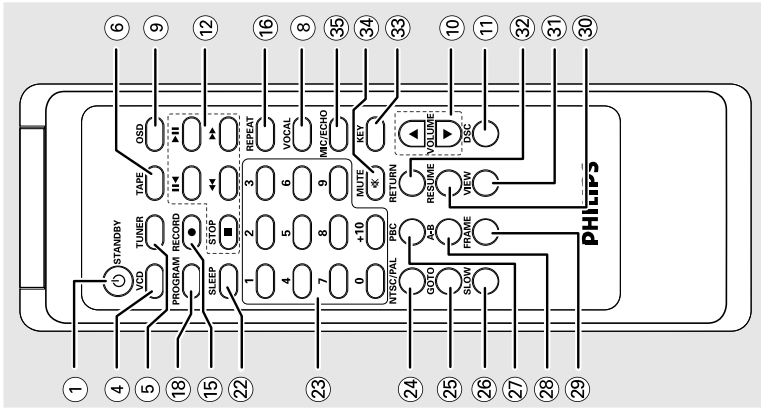 1
4
5
18
15
22
23
24
25
26
27
28
29
STANDBY
VCD TUNER TAPE OSD
PROGRAM RECORD
SLEEP STOP REPEAT
1 2 3 VOCAL
4 5 6 MIC/ECHO
7 8 9 KEY
0 +10 MUTE
NTSC/PAL PBC RETURN VOLUME
GOTO A-B RESUME DSC
SLOW FRAME VIEW
PHILIPS
6
9
12
16
8
35
34
33
10
11
32
31
30